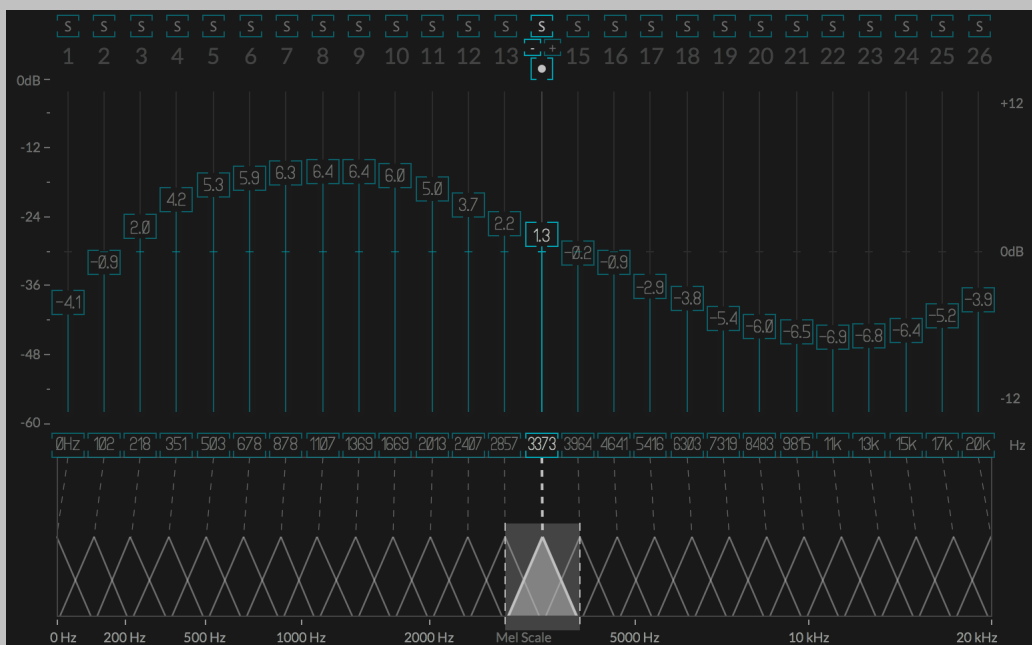 S S S S S S S S S S S S S S S S S S S S S S S S S S
- +
1 2 3 4 5 6 7 8 9 10 11 12 13 15 16 17 18 19 20 21 22 23 24 25 26
0dB
+12
-12
-24
0dB
-36
-48
-12
-60
-4.1 -0.9 2.0 4.2 5.3 5.9 6.3 6.4 6.4 6.0 5.0 3.7 2.2 1.3 -0.2 -0.9 -2.9 -3.8 -5.4 -6.0 -6.5 -6.9 -6.8 -6.4 -5.2 -3.9
0Hz 102 218 351 503 678 878 1107 1369 1669 2013 2407 2857 3373 3964 4641 5416 6303 7319 8483 9815 11k 13k 15k 17k 20k Hz
0 Hz 200 Hz 500 Hz 1000 Hz 2000 Hz Mel Scale 5000 Hz 10 kHz 20 kHz